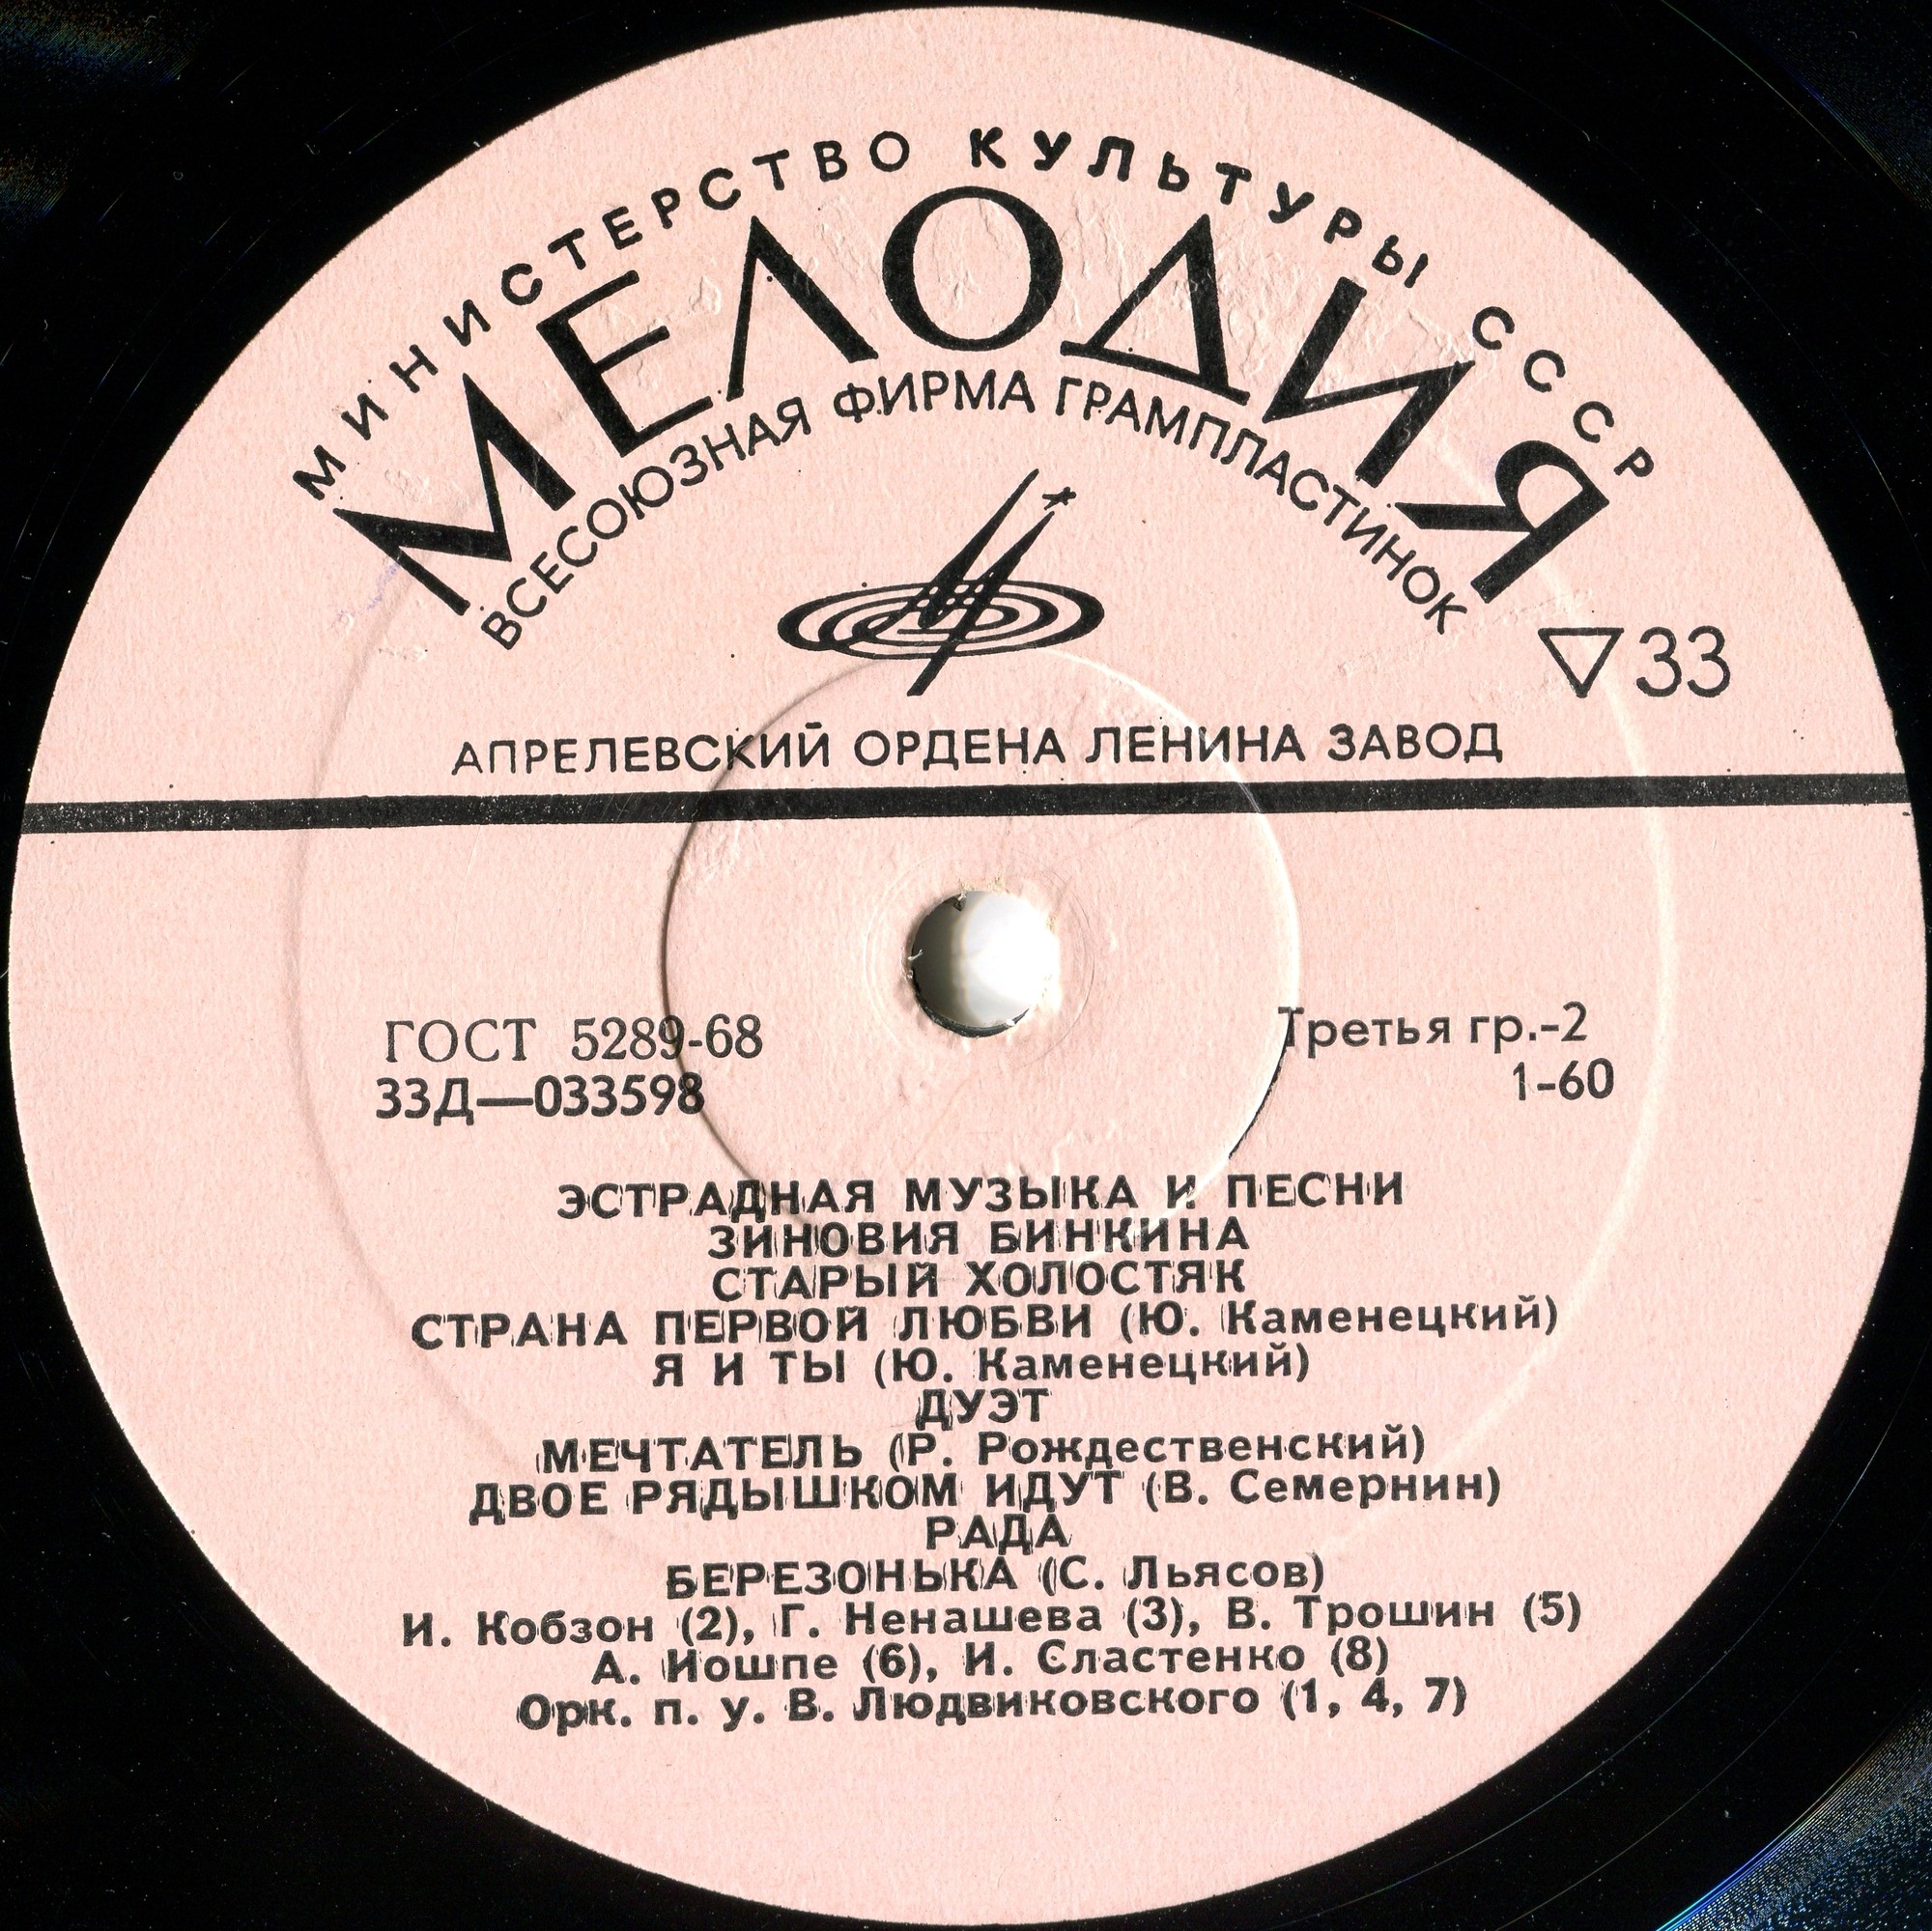 МИНИСТЕРСТВО КУЛЬТУРЫ СССР
МЕЛОДИЯ
ВСЕСОЮЗНАЯ ФИРМА ГРАМПЛАСТИНОК
33
АПРЕЛЕВСКИЙ ОРДЕНА ЛЕНИНА ЗАВОД
ГОСТ 5289-68
Третья гр.-2
33Д—033598
1-60
ЭСТРАДНАЯ МУЗЫКА И ПЕСНИ
ЗИНОВИЯ БИНКИНА
СТАРЫЙ ХОЛОСТЯК
СТРАНА ПЕРВОЙ ЛЮБВИ (Ю. Каменецкий)
Я И ТЫ (Ю. Каменецкий)
ДУЭТ
МЕЧТАТЕЛЬ (Р. Рождественский)
ДВОЕ РЯДЫШКОМ ИДУТ (В. Семернин)
РАДА
БЕРЕЗОНЬКА (С. Льясов)
И. Кобзон (2), Г. Ненашева (3), В. Трошин (5)
А. Иошпе (6), И. Сластенко (8)
Орк. п. у. В. Людвиковского (1, 4, 7)